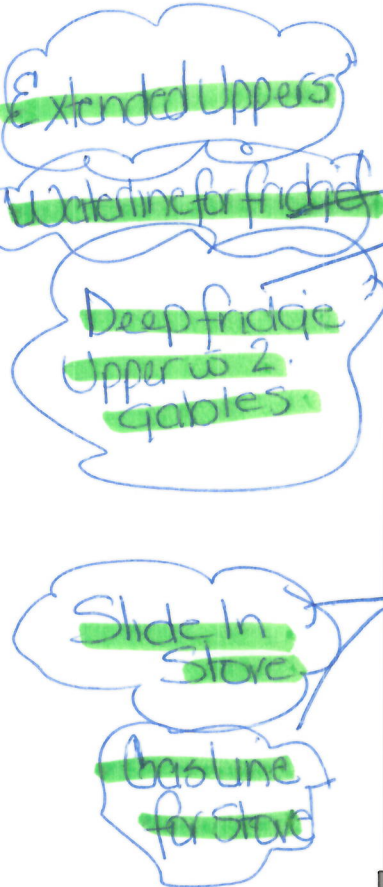 Extended Uppers
Waterline for fridge
Deep fridge
Upper w 2
gables
Slide In
Stove
Gas Line
for Stove